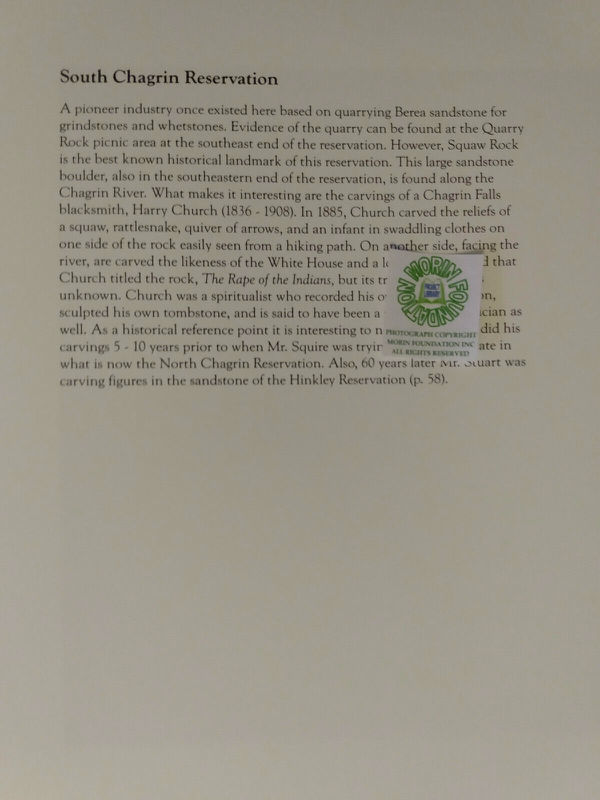 South Chagrin Reservation
A pioneer industry once existed here based on quarrying Berea sandstone for
grindstones and whetstones. Evidence of the quarry can be found at the Quarry
Rock picnic area at the southeast end of the reservation. However, Squaw Rock
is the best known historical landmark of this reservation. This large sandstone
boulder, also in the southeastern end of the reservation, is found along the
Chagrin River. What makes it interesting are the carvings of a Chagrin Falls
blacksmith, Harry Church (1836 - 1908). In 1885, Church carved the reliefs of
a squaw, rattlesnake, quiver of arrows, and an infant in swaddling clothes on
one side of the rock easily seen from a hiking path. On another side, facing the
river, are carved the likeness of the White House and a that
Church titled the rock, The Rape of the Indians, but its
unknown. Church was a spiritualist who recorded his
sculpted his own tombstone, and is said to have been a as
well. As a historical reference point it is interesting to did his
carvings 5 - 10 years prior to when Mr. Squire was in
what is now the North Chagrin Reservation. Also, 60 years later Mr. Stuart was
carving figures in the sandstone of the Hinkley Reservation (p. 58).
MORIN FOUNDATION
PROJECT
LIBRARY
PHOTOGRAPH COPYRIGHT
MORIN FOUNDATION INC
ALL RIGHTS RESERVED